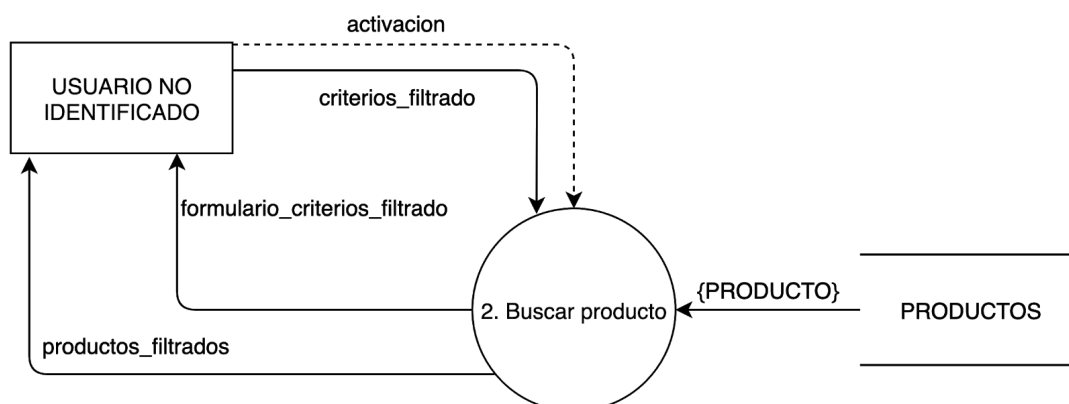 activacion
USUARIO NO
IDENTIFICADO
criterios_filtrado
formulario_criterios_filtrado
{PRODUCTO}
2. Buscar producto
PRODUCTOS
productos_filtrados